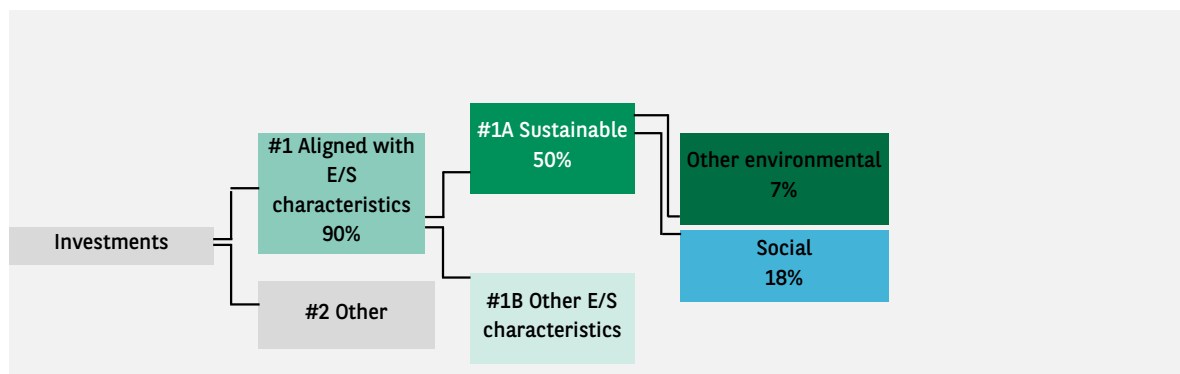 Investments
#1 Aligned with
E/S
characteristics
90%
#2 Other
#1A Sustainable
50%
#1B Other E/S
characteristics
Other environmental
7%
Social
18%